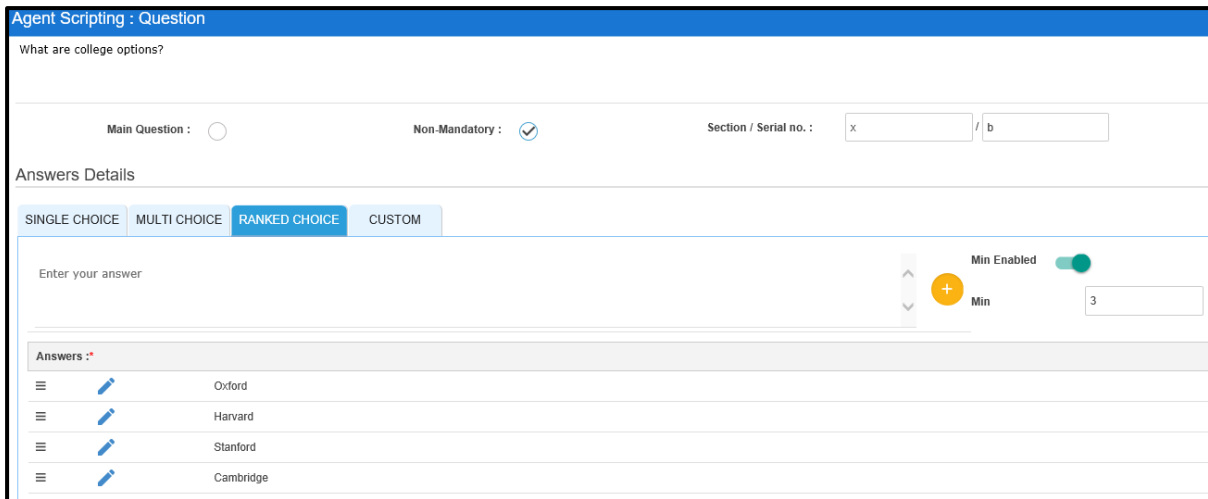 Agent Scripting : Question
What are college options?
Main Question : Non-Mandatory : Section / Serial no. : x / b
Answers Details
SINGLE CHOICE MULTI CHOICE RANKED CHOICE CUSTOM
Min Enabled
Enter your answer
+
Min 3
Answers :*
Oxford
Harvard
Stanford
Cambridge